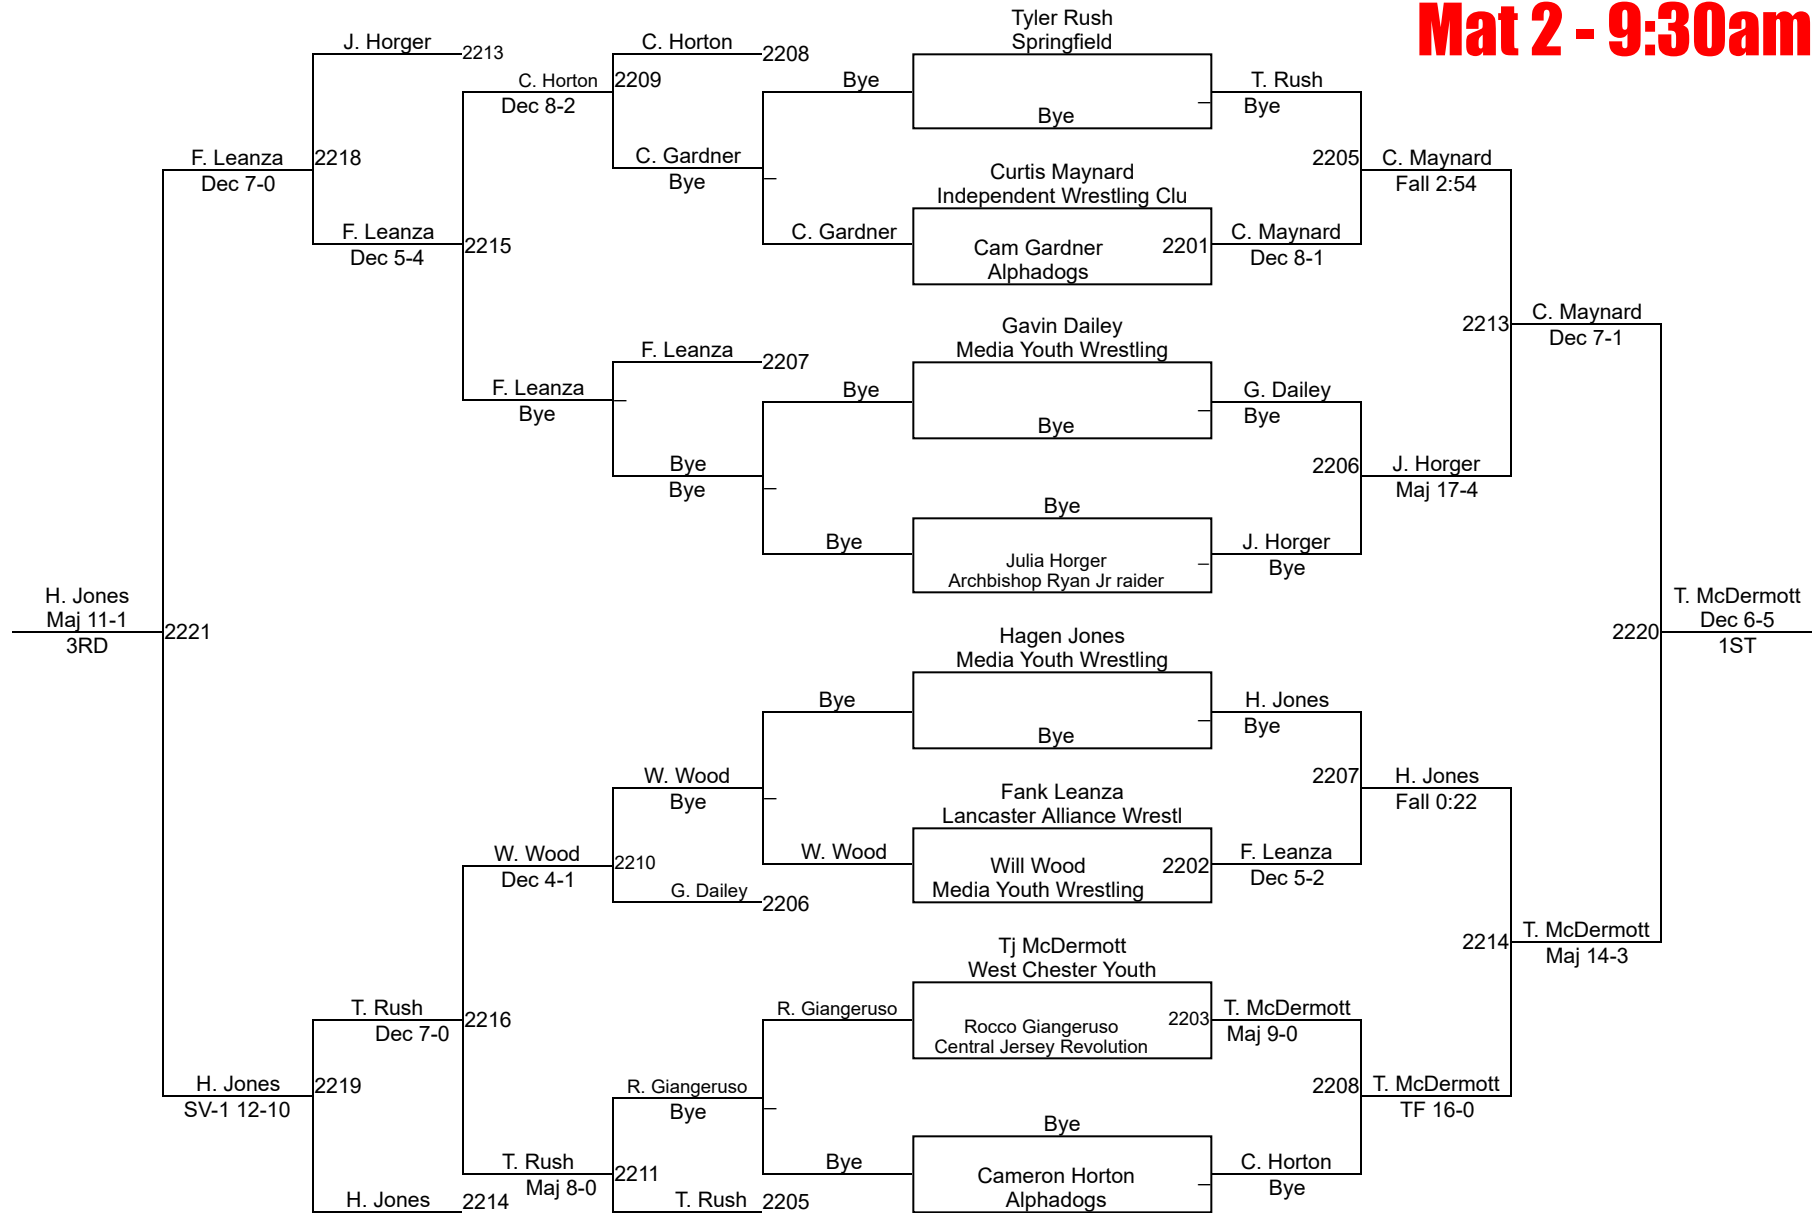 Mat 2 - 9:30am
Tyler Rush
Springfield
J. Horger
2213
C. Horton
2208
C. Horton
2209
Dec 8-2
Bye
Bye
T. Rush
Bye
C. Gardner
Bye
F. Leanza
2218
Dec 7-0
Curtis Maynard
Independent Wrestling Clu
2205
C. Maynard
Fall 2:54
F. Leanza
2215
Dec 5-4
C. Gardner
Cam Gardner
2201
Alphadogs
C. Maynard
Dec 8-1
Gavin Dailey
Media Youth Wrestling
2213
C. Maynard
Dec 7-1
F. Leanza
2207
F. Leanza
Bye
Bye
Bye
G. Dailey
Bye
Bye
Bye
2206
J. Horger
Maj 17-4
Bye
Bye
Julia Horger
Archbishop Ryan Jr raider
J. Horger
Bye
H. Jones
Maj 11-1
3RD
2221
Hagen Jones
Media Youth Wrestling
2220
T. McDermott
Dec 6-5
1ST
Bye
Bye
H. Jones
Bye
W. Wood
Bye
Fank Leanza
Lancaster Alliance Wrestl
2207
H. Jones
Fall 0:22
W. Wood
2210
Dec 4-1
W. Wood
Will Wood
2202
Media Youth Wrestling
F. Leanza
Dec 5-2
G. Dailey
2206
Tj McDermott
West Chester Youth
2214
T. McDermott
Maj 14-3
T. Rush
2216
Dec 7-0
R. Giangeruso
Rocco Giangeruso
2203
Central Jersey Revolution
T. McDermott
Maj 9-0
H. Jones
2219
SV-1 12-10
R. Giangeruso
Bye
2208
T. McDermott
TF 16-0
Bye
T. Rush
2211
Maj 8-0
Bye
Cameron Horton
Alphadogs
C. Horton
Bye
H. Jones
2214
T. Rush
2205